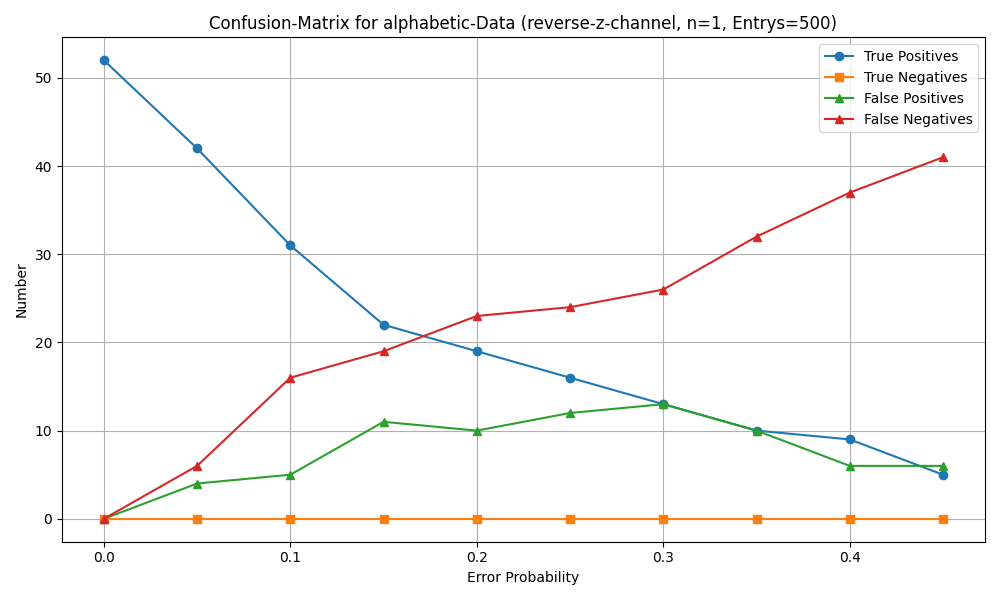 Confusion-Matrix for alphabetic-Data (reverse-z-channel, n=1, Entrys=500)
True Positives
True Negatives
False Positives
False Negatives
Number
50
40
30
20
10
0
0.0 0.1 0.2 0.3 0.4
Error Probability